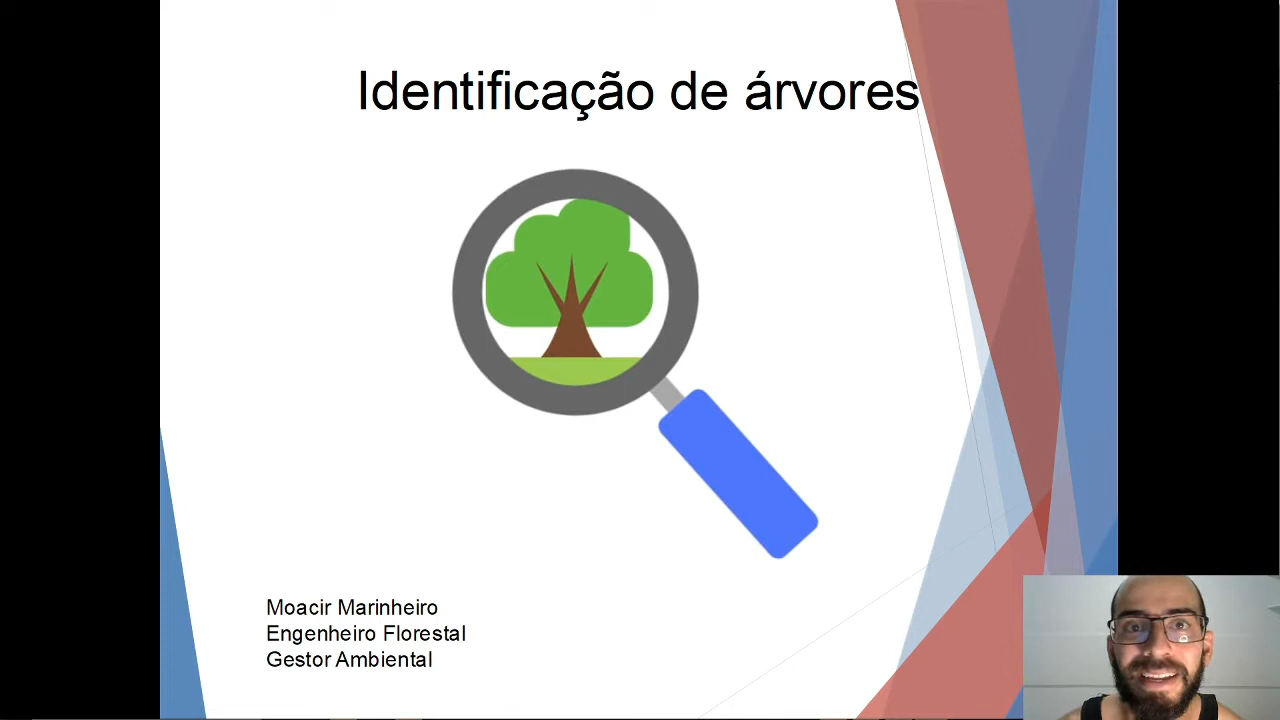 Identificação de árvores
Moacir Marinheiro
Engenheiro Florestal
Gestor Ambiental